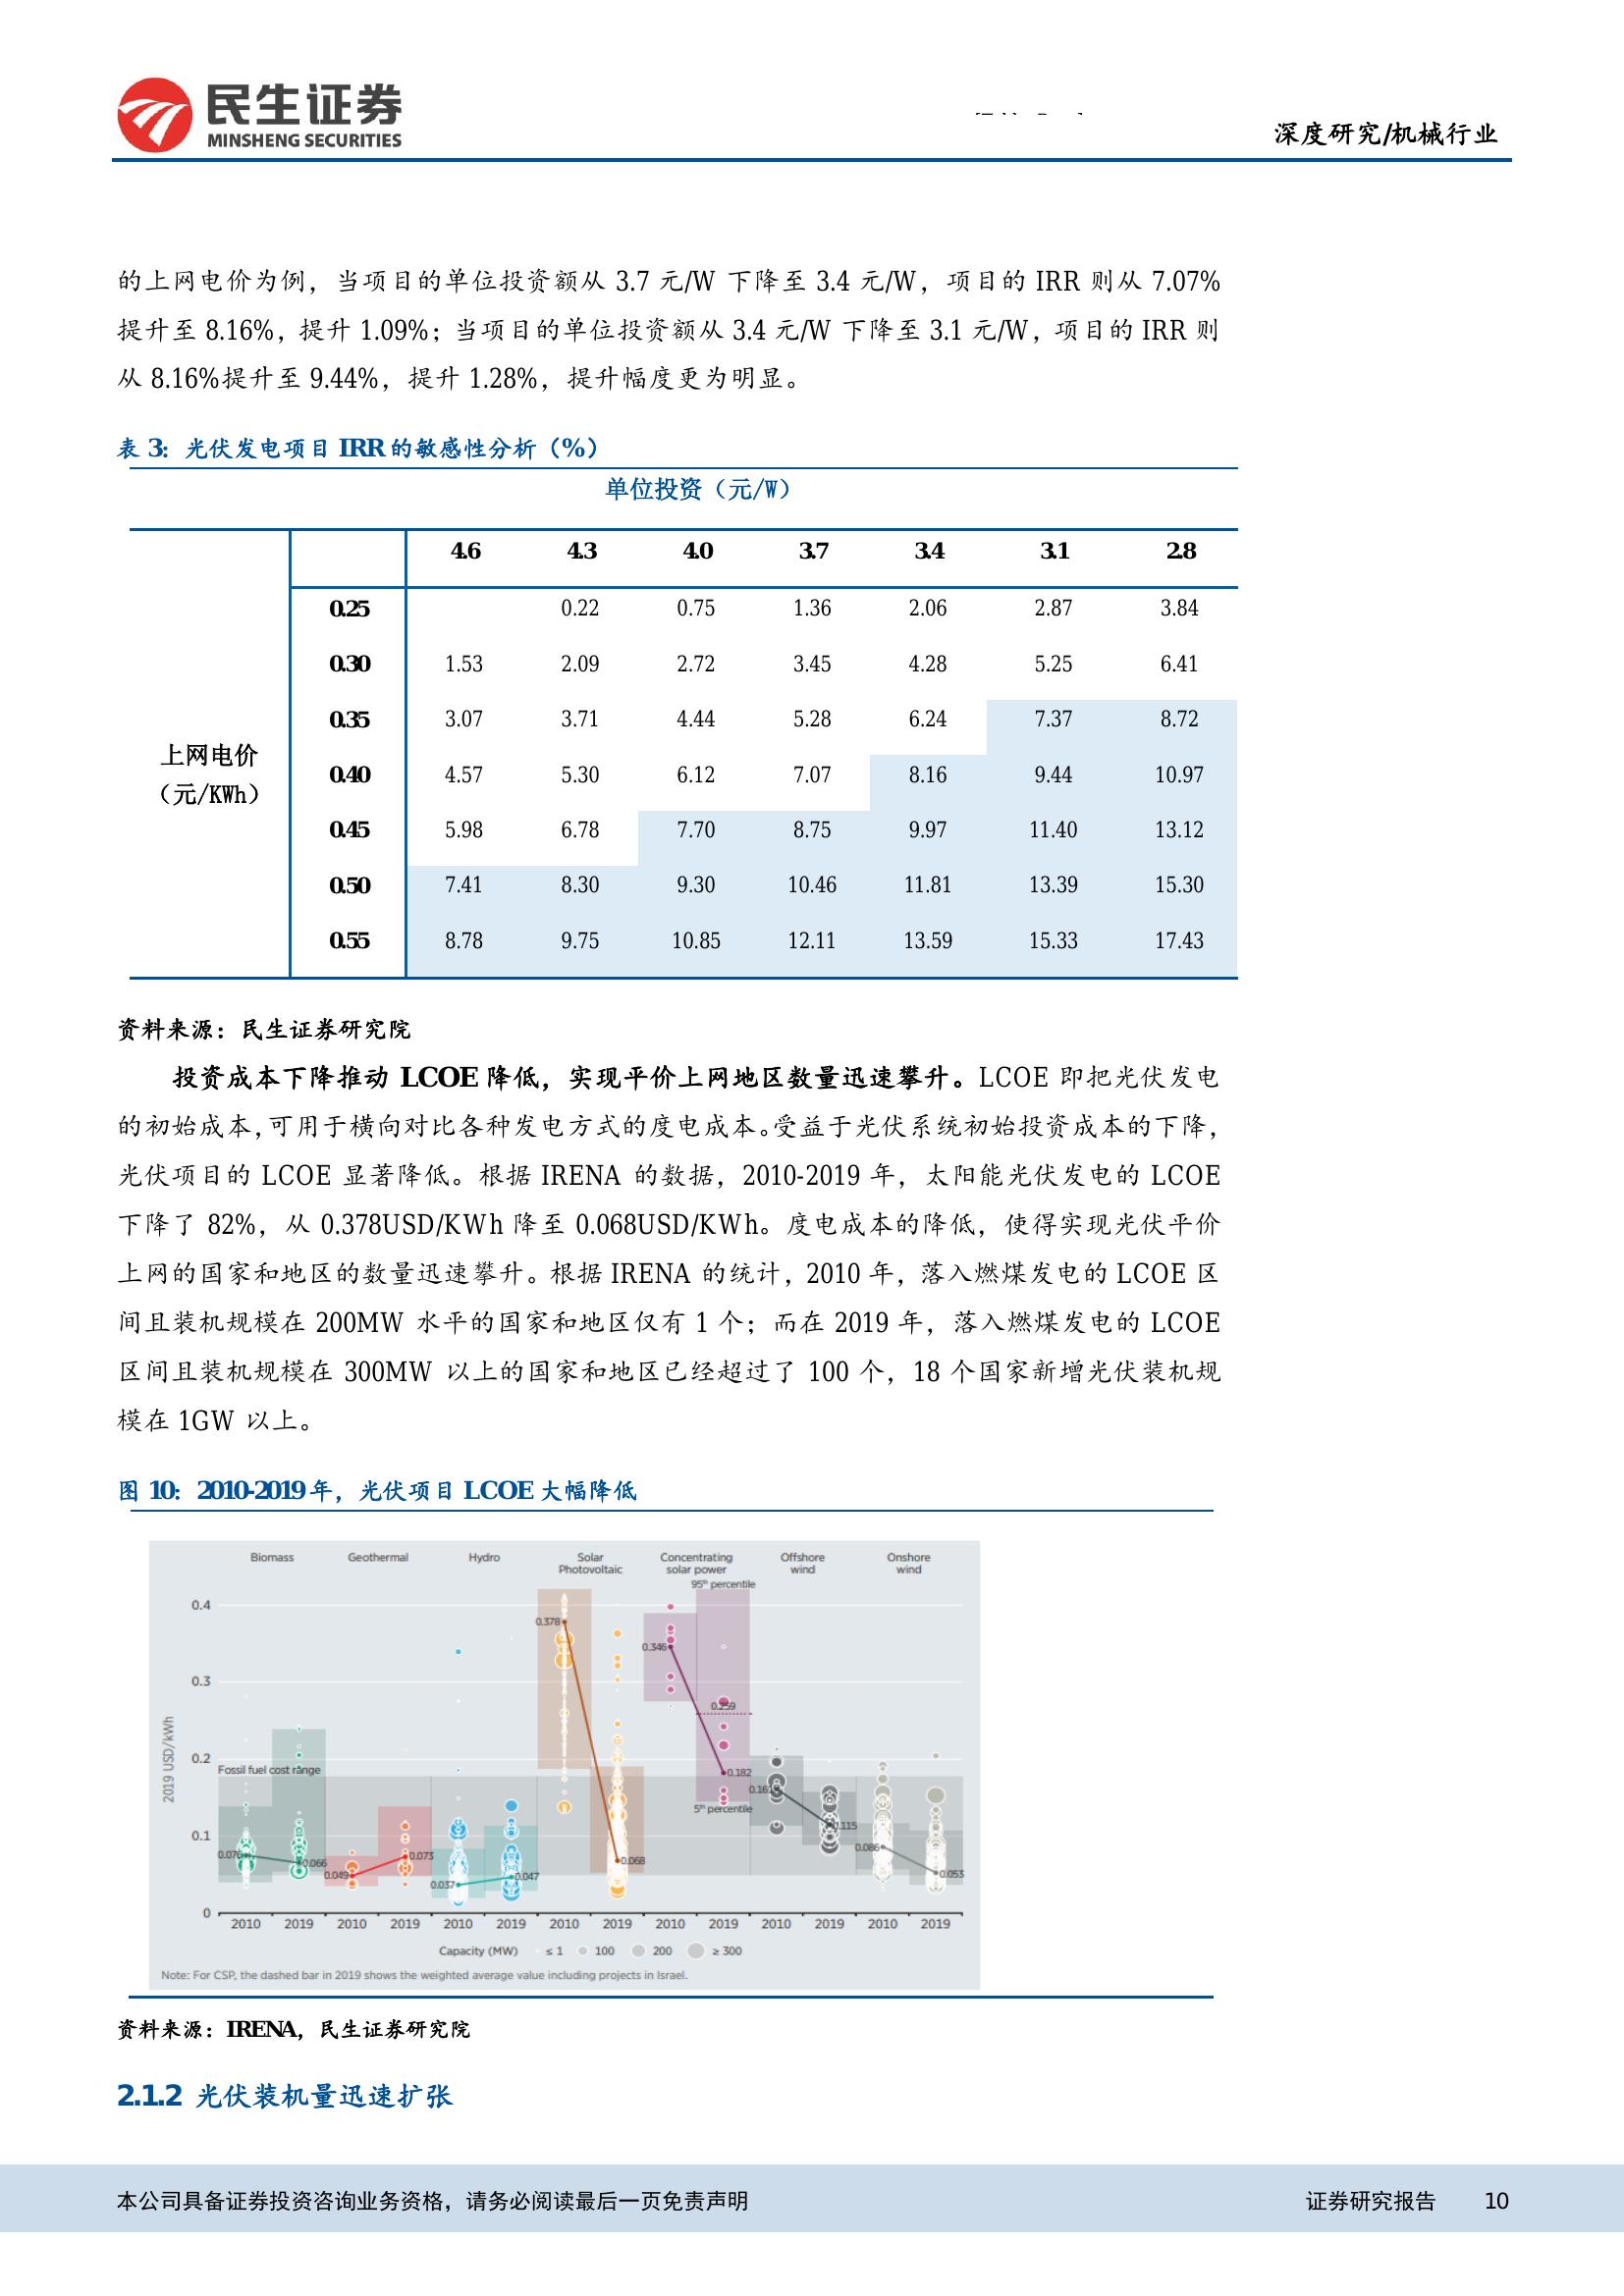 民生证券
MINSHENG SECURITIES
深度研究/机械行业
的上网电价为例，当项目的单位投资额从 3.7 元/W 下降至 3.4 元/W，项目的 IRR 则从 7.07%
提升至 8.16%，提升 1.09%；当项目的单位投资额从 3.4 元/W 下降至 3.1 元/W，项目的 IRR 则
从 8.16%提升至 9.44%，提升 1.28%，提升幅度更为明显。
表 3：光伏发电项目 IRR 的敏感性分析（%）
单位投资（元/W）
4.6 4.3 4.0 3.7 3.4 3.1 2.8
0.25 0.22 0.75 1.36 2.06 2.87 3.84
0.30 1.53 2.09 2.72 3.45 4.28 5.25 6.41
0.35 3.07 3.71 4.44 5.28 6.24 7.37 8.72
上网电价
（元/KWh）
0.40 4.57 5.30 6.12 7.07 8.16 9.44 10.97
0.45 5.98 6.78 7.70 8.75 9.97 11.40 13.12
0.50 7.41 8.30 9.30 10.46 11.81 13.39 15.30
0.55 8.78 9.75 10.85 12.11 13.59 15.33 17.43
资料来源：民生证券研究院
投资成本下降推动 LCOE 降低，实现平价上网地区数量迅速攀升。LCOE 即把光伏发电
的初始成本，可用于横向对比各种发电方式的度电成本。受益于光伏系统初始投资成本的下降，
光伏项目的 LCOE 显著降低。根据 IRENA 的数据，2010-2019 年，太阳能光伏发电的 LCOE
下降了 82%，从 0.378USD/KWh 降至 0.068USD/KWh。度电成本的降低，使得实现光伏平价
上网的国家和地区的数量迅速攀升。根据 IRENA 的统计，2010 年，落入燃煤发电的 LCOE 区
间且装机规模在 200MW 水平的国家和地区仅有 1 个；而在 2019 年，落入燃煤发电的 LCOE
区间且装机规模在 300MW 以上的国家和地区已经超过了 100 个，18 个国家新增光伏装机规
模在 1GW 以上。
图 10：2010-2019 年，光伏项目 LCOE 大幅降低
Biomass Geothermal Hydro Solar Photovoltaic Concentrating solar power Offshore wind Onshore wind
95th percentile
0.4
0.378
0.346
0.3
0.259
2019 USD/kWh
0.2
Fossil fuel cost range
0.182
0.161
5th percentile
0.115
0.1
0.086
0.076
0.066
0.049
0.073
0.037
0.047
0.068
0.053
0
2010 2019 2010 2019 2010 2019 2010 2019 2010 2019 2010 2019 2010 2019
Capacity (MW) ≤ 1 100 200 ≥ 300
Note: For CSP, the dashed bar in 2019 shows the weighted average value including projects in Israel.
资料来源：IRENA，民生证券研究院
2.1.2 光伏装机量迅速扩张
本公司具备证券投资咨询业务资格，请务必阅读最后一页免责声明
证券研究报告 10